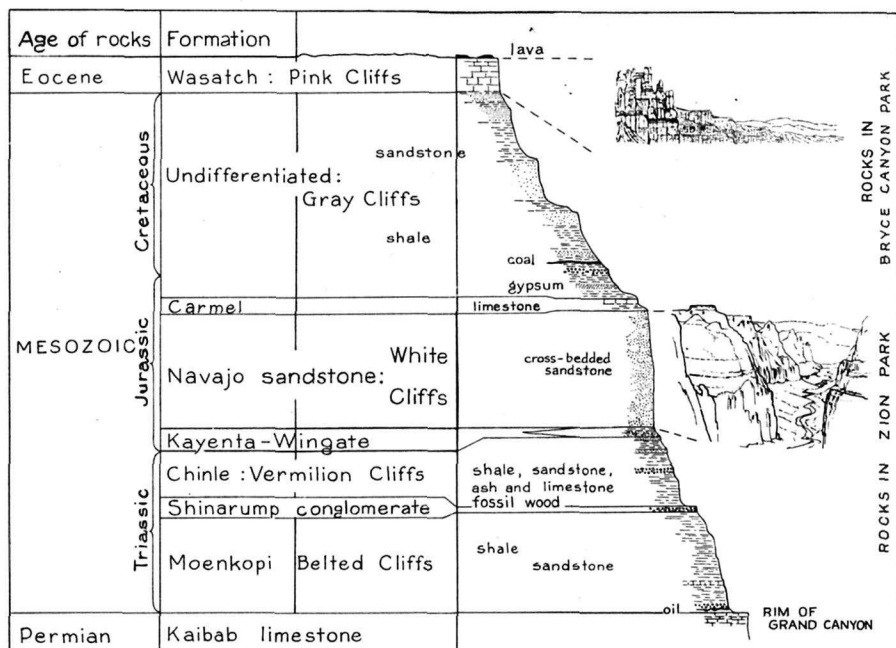 Age of rocks
Formation
lava
Eocene
Wasatch : Pink Cliffs
MESOZOIC
Cretaceous
Undifferentiated:
Gray Cliffs
sandstone
shale
coal
gypsum
Jurassic
Carmel
limestone
Navajo sandstone:
White
Cliffs
cross-bedded
sandstone
Kayenta-Wingate
Triassic
Chinle : Vermilion Cliffs
shale, sandstone,
ash and limestone
fossil wood
Shinarump conglomerate
Moenkopi
Belted Cliffs
shale
sandstone
oil
RIM OF
GRAND CANYON
Permian
Kaibab limestone
ROCKS IN
BRYCE CANYON PARK
ROCKS IN ZION PARK